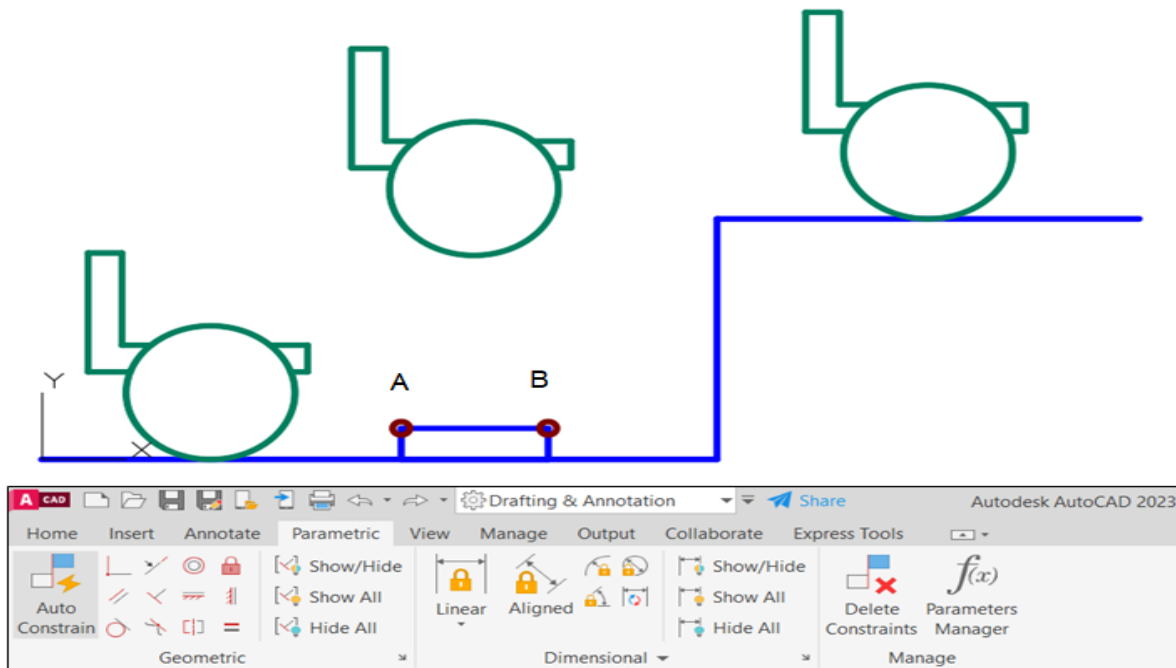 A
B
Y
X
A CAD Drafting & Annotation Share Autodesk AutoCAD 2023
Home Insert Annotate Parametric View Manage Output Collaborate Express Tools
Show/Hide Show/Hide
Auto Show All Linear Aligned Show All Delete Parameters
Constrain Hide All Hide All Constraints Manager
f(x)
Geometric Dimensional Manage